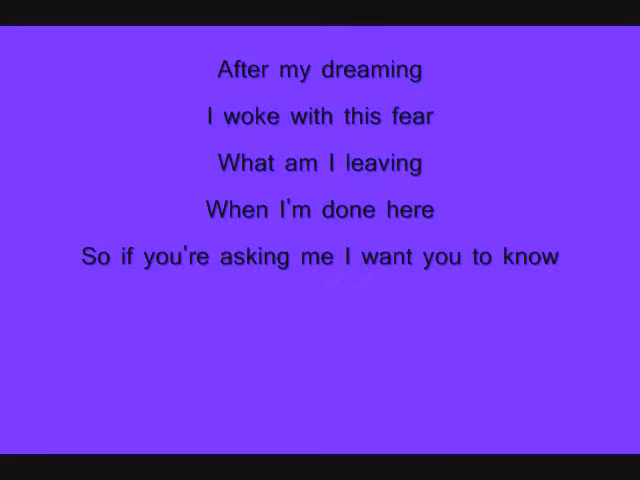 After my dreaming
I woke with this fear
What am I leaving
When I'm done here
So if you're asking me I want you to know